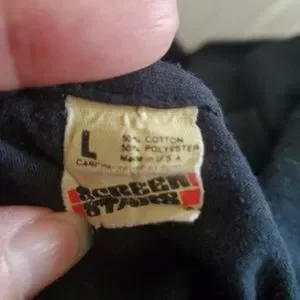 L
50% COTTON
50% POLYESTER
Made in U.S.A
SCREEN
STARS